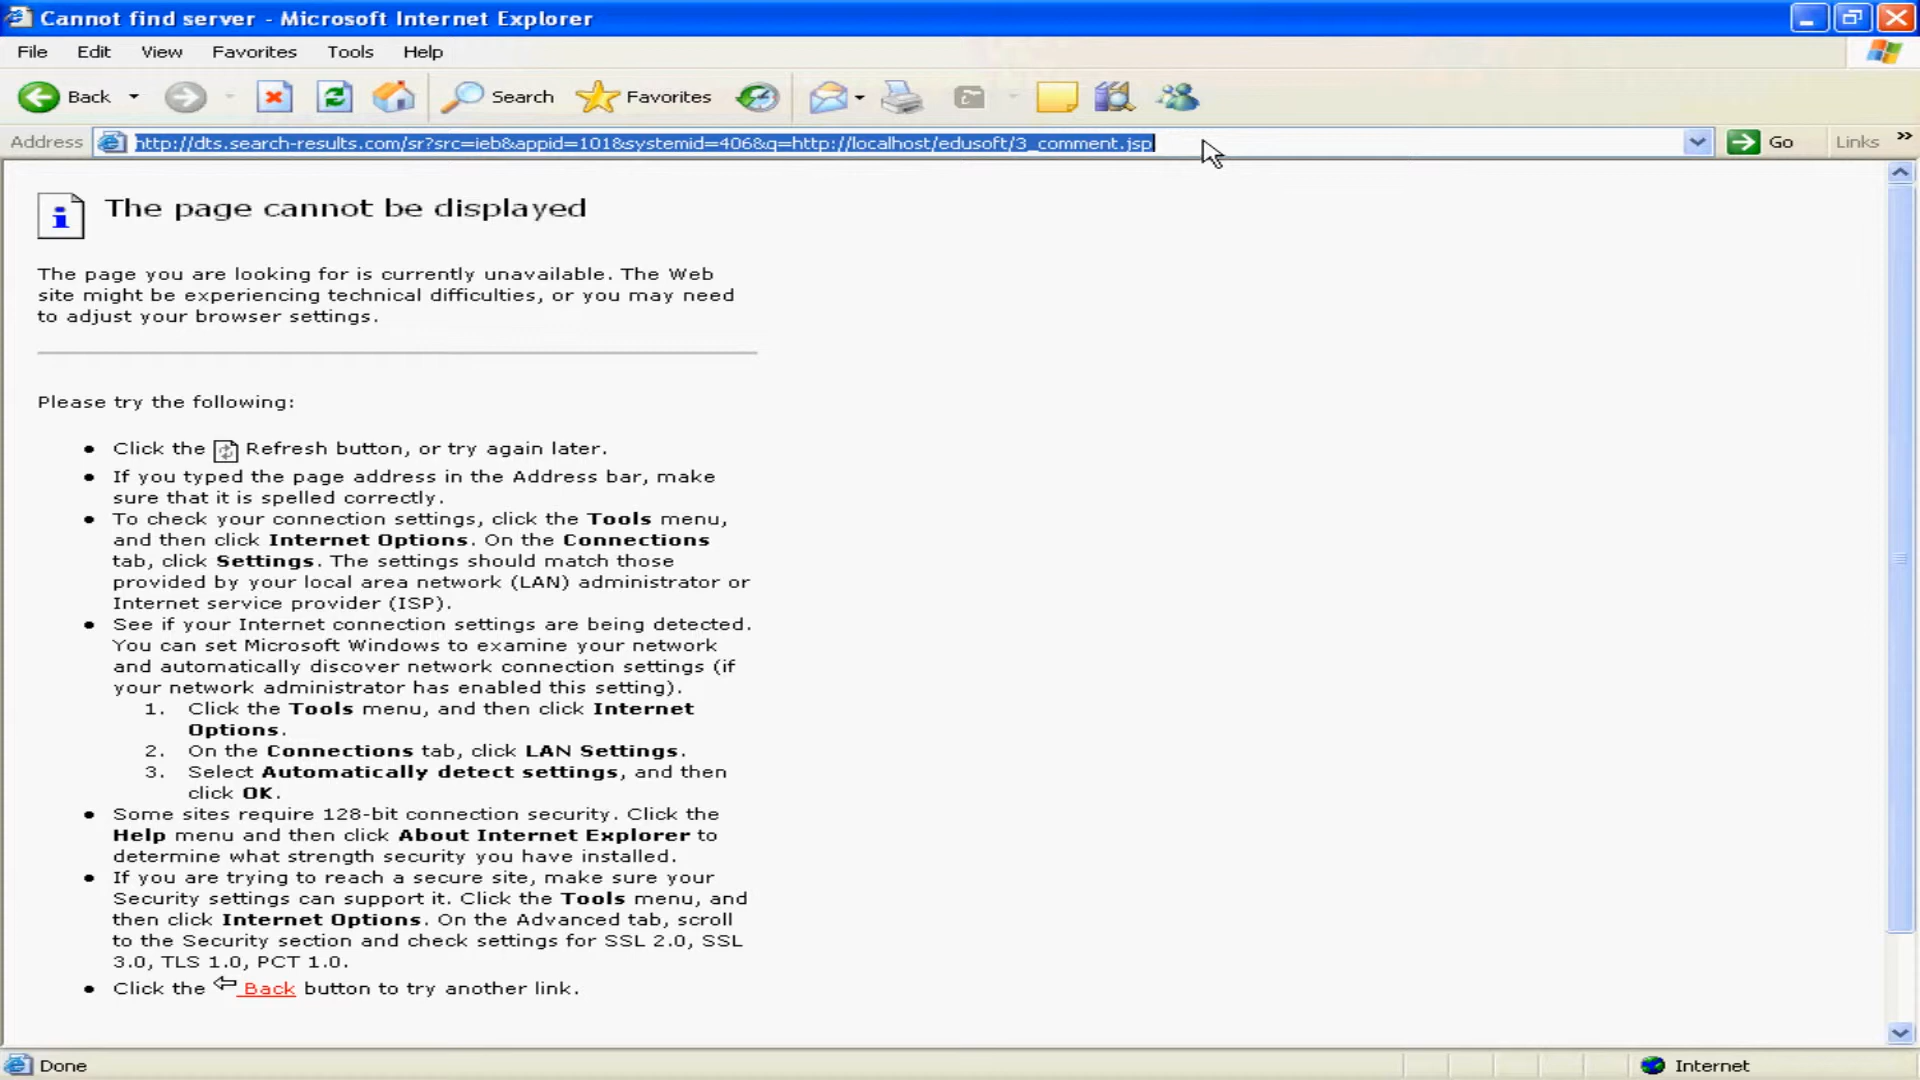 Cannot find server - Microsoft Internet Explorer
File Edit View Favorites Tools Help
Back Search Favorites
Address http://dts.search-results.com/sr?src=ieb&appid=101&systemid=406&q=http://localhost/edusoft/3_comment.jsp Go Links »
The page cannot be displayed
The page you are looking for is currently unavailable. The Web
site might be experiencing technical difficulties, or you may need
to adjust your browser settings.
Please try the following:
• Click the Refresh button, or try again later.
• If you typed the page address in the Address bar, make
sure that it is spelled correctly.
• To check your connection settings, click the Tools menu,
and then click Internet Options. On the Connections
tab, click Settings. The settings should match those
provided by your local area network (LAN) administrator or
Internet service provider (ISP).
• See if your Internet connection settings are being detected.
You can set Microsoft Windows to examine your network
and automatically discover network connection settings (if
your network administrator has enabled this setting).
1. Click the Tools menu, and then click Internet
Options.
2. On the Connections tab, click LAN Settings.
3. Select Automatically detect settings, and then
click OK.
• Some sites require 128-bit connection security. Click the
Help menu and then click About Internet Explorer to
determine what strength security you have installed.
• If you are trying to reach a secure site, make sure your
Security settings can support it. Click the Tools menu, and
then click Internet Options. On the Advanced tab, scroll
to the Security section and check settings for SSL 2.0, SSL
3.0, TLS 1.0, PCT 1.0.
• Click the Back button to try another link.
Done Internet